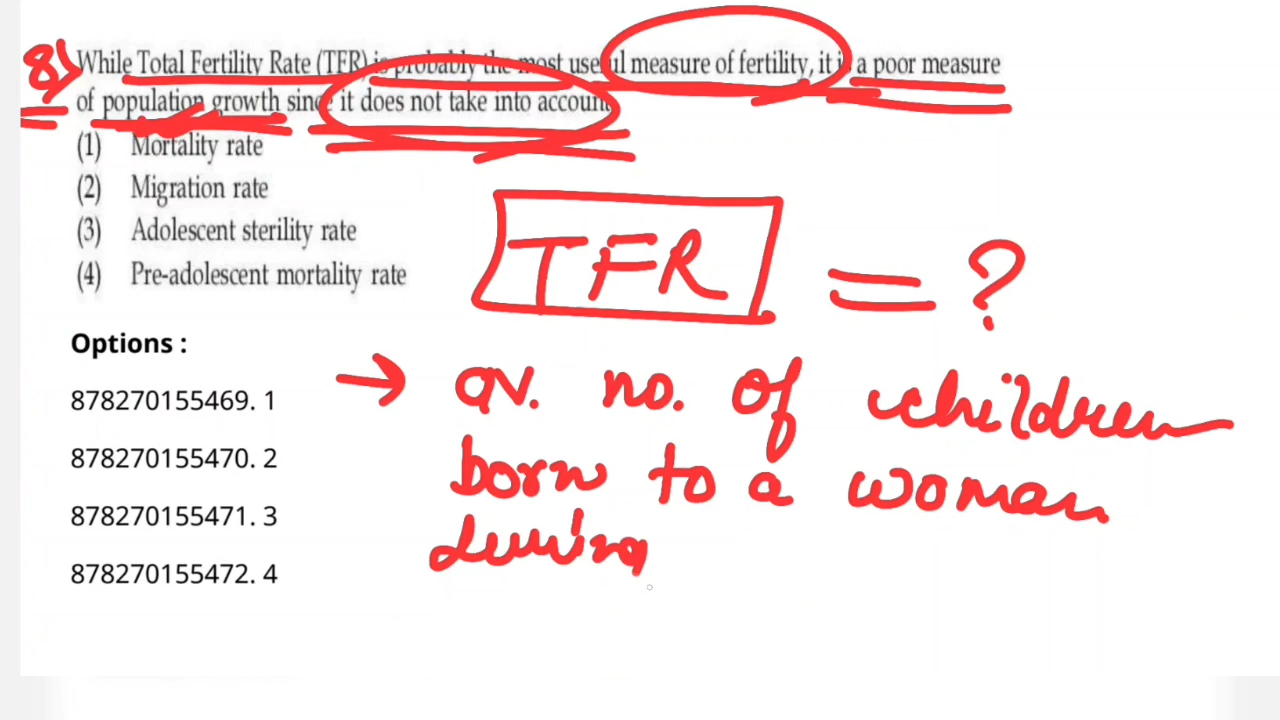 8) While Total Fertility Rate (TFR) is probably the most useful measure of fertility, it is a poor measure
of population growth since it does not take into account
(1) Mortality rate
(2) Migration rate
(3) Adolescent sterility rate
(4) Pre-adolescent mortality rate
TFR = ?
Options :
878270155469. 1
878270155470. 2
878270155471. 3
878270155472. 4
→ av. no. of children
born to a woman
during